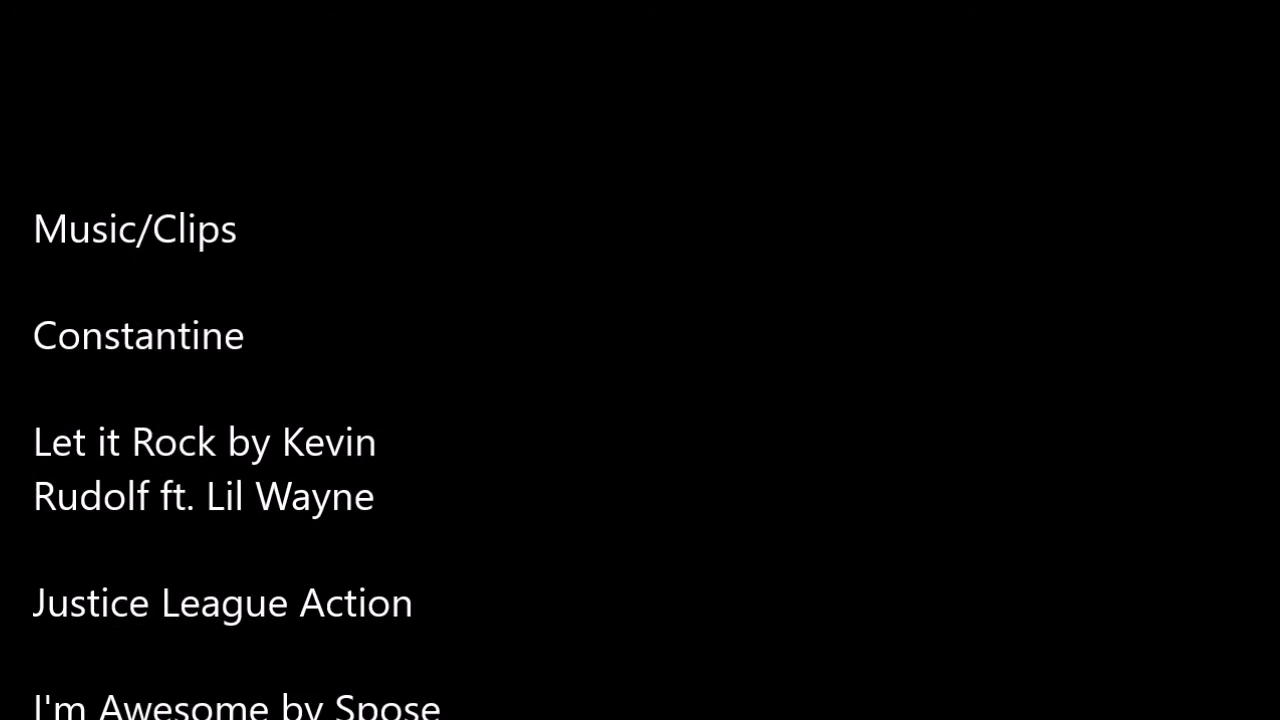 Music/Clips
Constantine
Let it Rock by Kevin
Rudolf ft. Lil Wayne
Justice League Action
I'm Awesome by Spose